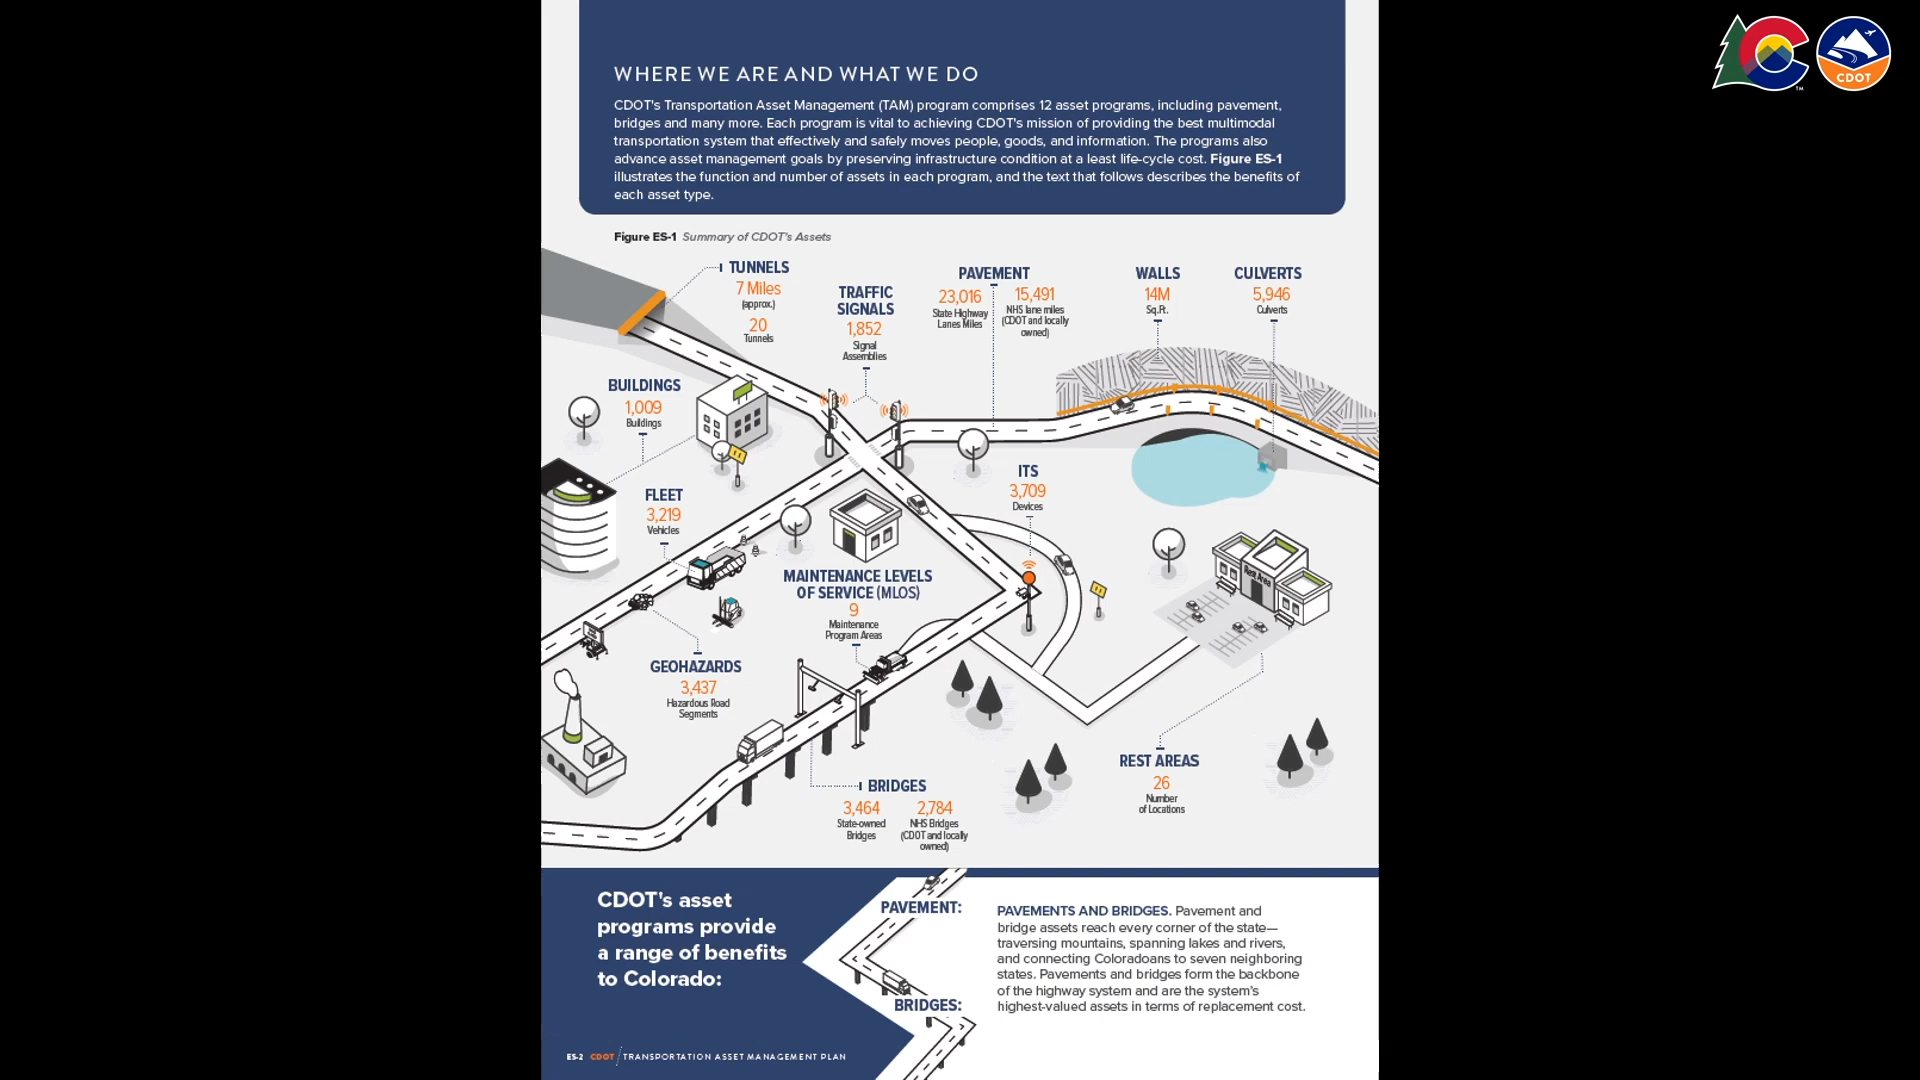 WHERE WE ARE AND WHAT WE DO
CDOT's Transportation Asset Management (TAM) program comprises 12 asset programs, including pavement,
bridges and many more. Each program is vital to achieving CDOT's mission of providing the best multimodal
transportation system that effectively and safely moves people, goods, and information. The programs also
advance asset management goals by preserving infrastructure condition at a least life-cycle cost. Figure ES-1
illustrates the function and number of assets in each program, and the text that follows describes the benefits of
each asset type.
CDOT
TM
Figure ES-1 Summary of CDOT's Assets
TUNNELS
7 Miles
(approx.)
20
Tunnels
TRAFFIC
SIGNALS
1,852
Signal
Assemblies
PAVEMENT
23,016
State Highway
Lanes Miles
15,491
NHS lane miles
(CDOT and locally
owned)
WALLS
14M
Sq.Ft.
CULVERTS
5,946
Culverts
BUILDINGS
1,009
Buildings
FLEET
3,219
Vehicles
ITS
3,709
Devices
MAINTENANCE LEVELS
OF SERVICE (MLOS)
9
Maintenance
Program Areas
Rest Area
GEOHAZARDS
3,437
Hazardous Road
Segments
BRIDGES
3,464
State-owned
Bridges
2,784
NHS Bridges
(CDOT and locally
owned)
REST AREAS
26
Number
of Locations
CDOT's asset
programs provide
a range of benefits
to Colorado:
PAVEMENT:
BRIDGES:
PAVEMENTS AND BRIDGES. Pavement and
bridge assets reach every corner of the state—
traversing mountains, spanning lakes and rivers,
and connecting Coloradoans to seven neighboring
states. Pavements and bridges form the backbone
of the highway system and are the system's
highest-valued assets in terms of replacement cost.
ES-2 CDOT / TRANSPORTATION ASSET MANAGEMENT PLAN